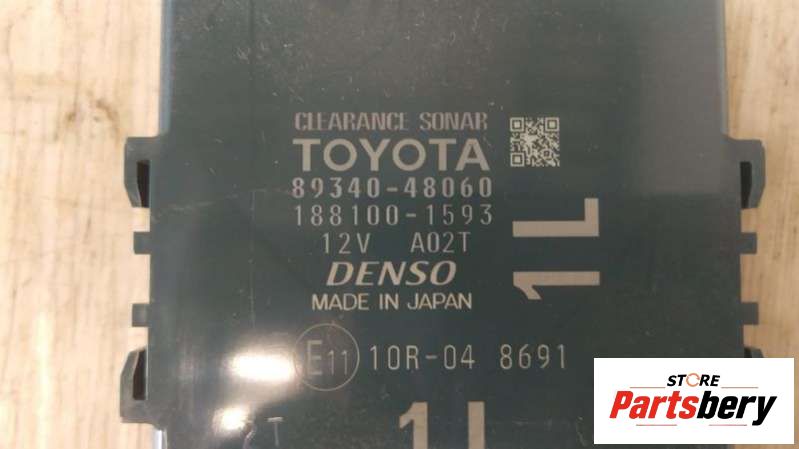 CLEARANCE SONAR
TOYOTA
89340-48060
188100-1593
12V A02T
DENSO
MADE IN JAPAN
1L
E11 10R-04 8691
STORE
Partsbery